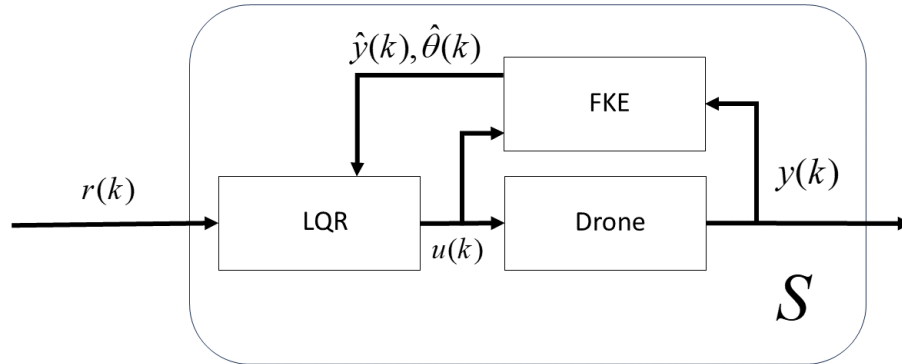 ŷ(k), θ̂(k)
FKE
r(k)
LQR
u(k)
Drone
y(k)
S